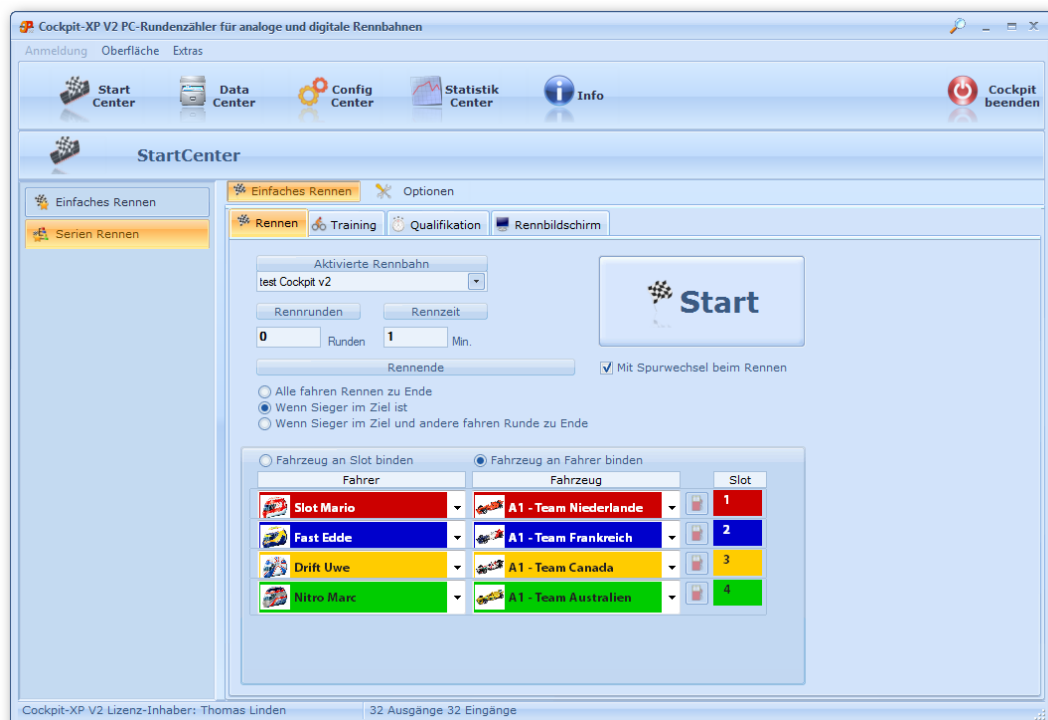 Cockpit-XP V2 PC-Rundenzähler für analoge und digitale Rennbahnen
Anmeldung Oberfläche Extras
Start Center
Data Center
Config Center
Statistik Center
Info
Cockpit beenden
StartCenter
Einfaches Rennen
Serien Rennen
Einfaches Rennen Optionen
Rennen Training Qualifikation Rennbildschirm
Aktivierte Rennbahn
test Cockpit v2
Start
Rennrunden Rennzeit
0 Runden 1 Min.
Rennende
Mit Spurwechsel beim Rennen
Alle fahren Rennen zu Ende
Wenn Sieger im Ziel ist
Wenn Sieger im Ziel und andere fahren Runde zu Ende
Fahrzeug an Slot binden Fahrzeug an Fahrer binden
Fahrer Fahrzeug Slot
Slot Mario A1 - Team Niederlande 1
Fast Edde A1 - Team Frankreich 2
Drift Uwe A1 - Team Canada 3
Nitro Marc A1 - Team Australien 4
Cockpit-XP V2 Lizenz-Inhaber: Thomas Linden 32 Ausgänge 32 Eingänge